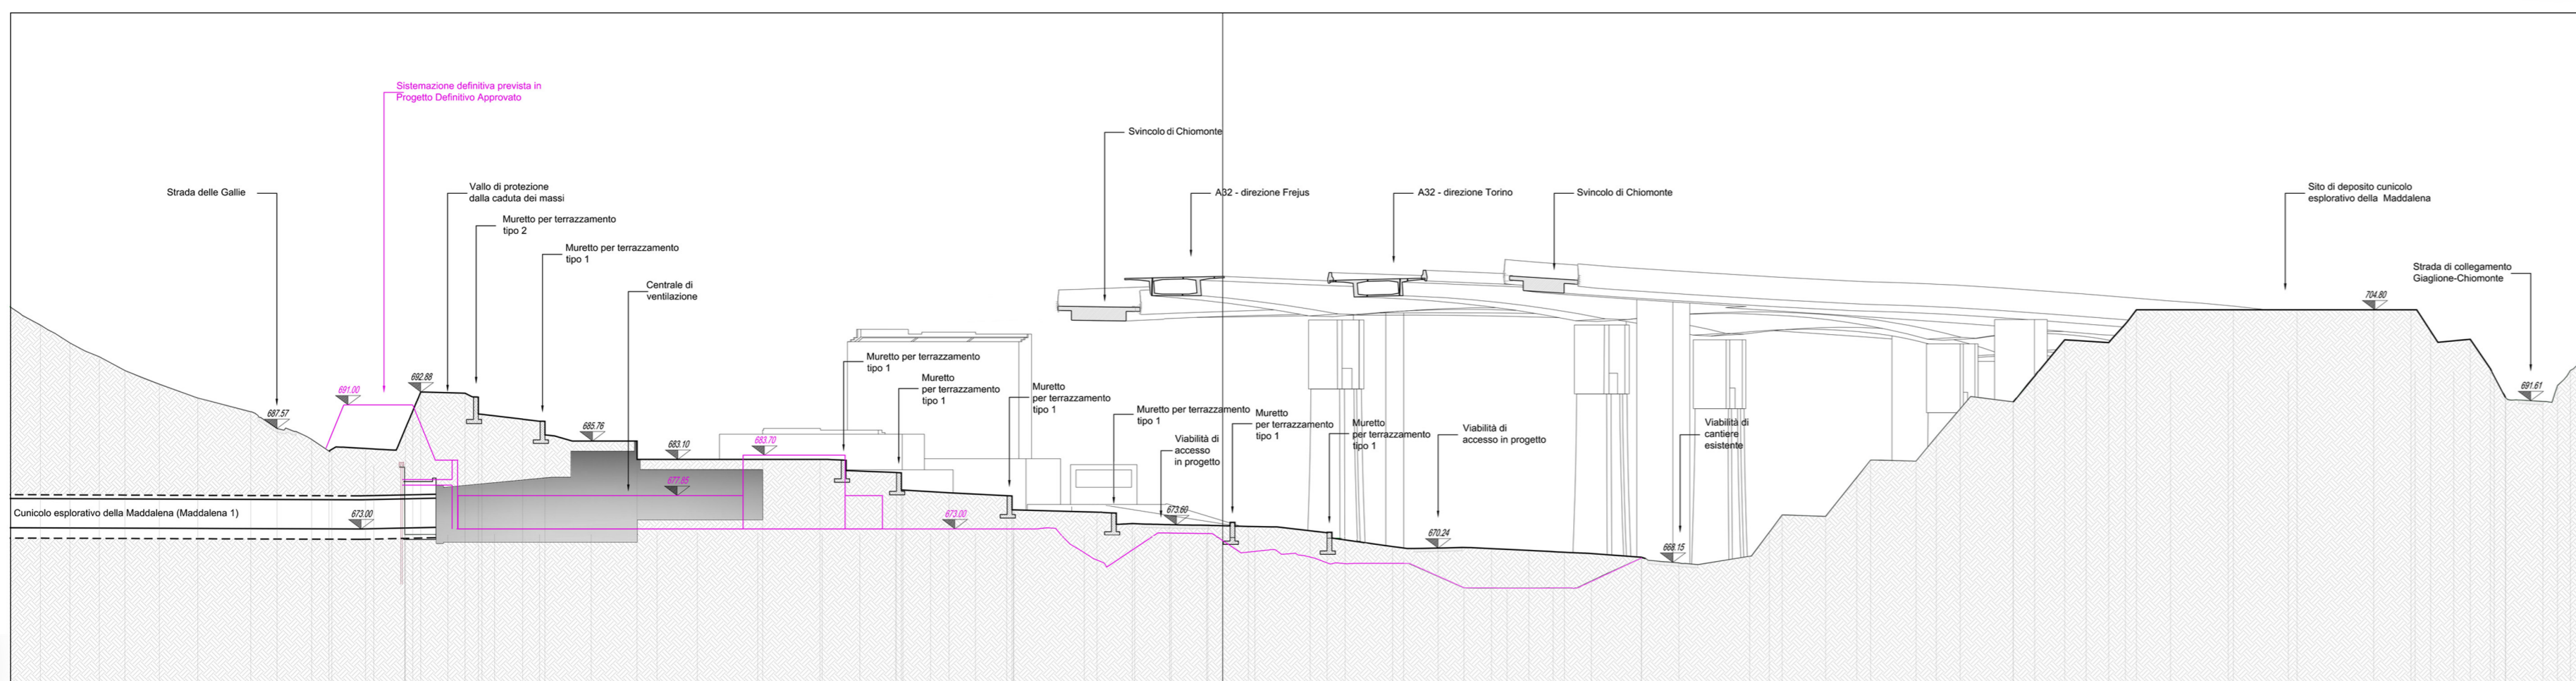 Sistemazione definitiva prevista in
Progetto Definitivo Approvato
Svincolo di Chiomonte
Strada delle Gallie
Vallo di protezione
dalla caduta dei massi
Muretto per terrazzamento
tipo 2
Muretto per terrazzamento
tipo 1
Centrale di
ventilazione
A32 - direzione Frejus
A32 - direzione Torino
Svincolo di Chiomonte
Sito di deposito cunicolo
esplorativo della Maddalena
Strada di collegamento
Giaglione-Chiomonte
704.80
691.61
687.57
691.00
692.88
685.76
683.10
683.70
677.85
Muretto per terrazzamento
tipo 1
Muretto
per terrazzamento
tipo 1
Muretto
per terrazzamento
tipo 1
Muretto per terrazzamento
tipo 1
Viabilità di
accesso
in progetto
Muretto
per terrazzamento
tipo 1
Muretto
per terrazzamento
tipo 1
Viabilità di
accesso in progetto
Viabilità di
cantiere
esistente
Cunicolo esplorativo della Maddalena (Maddalena 1)
673.00
673.00
673.60
670.24
668.15